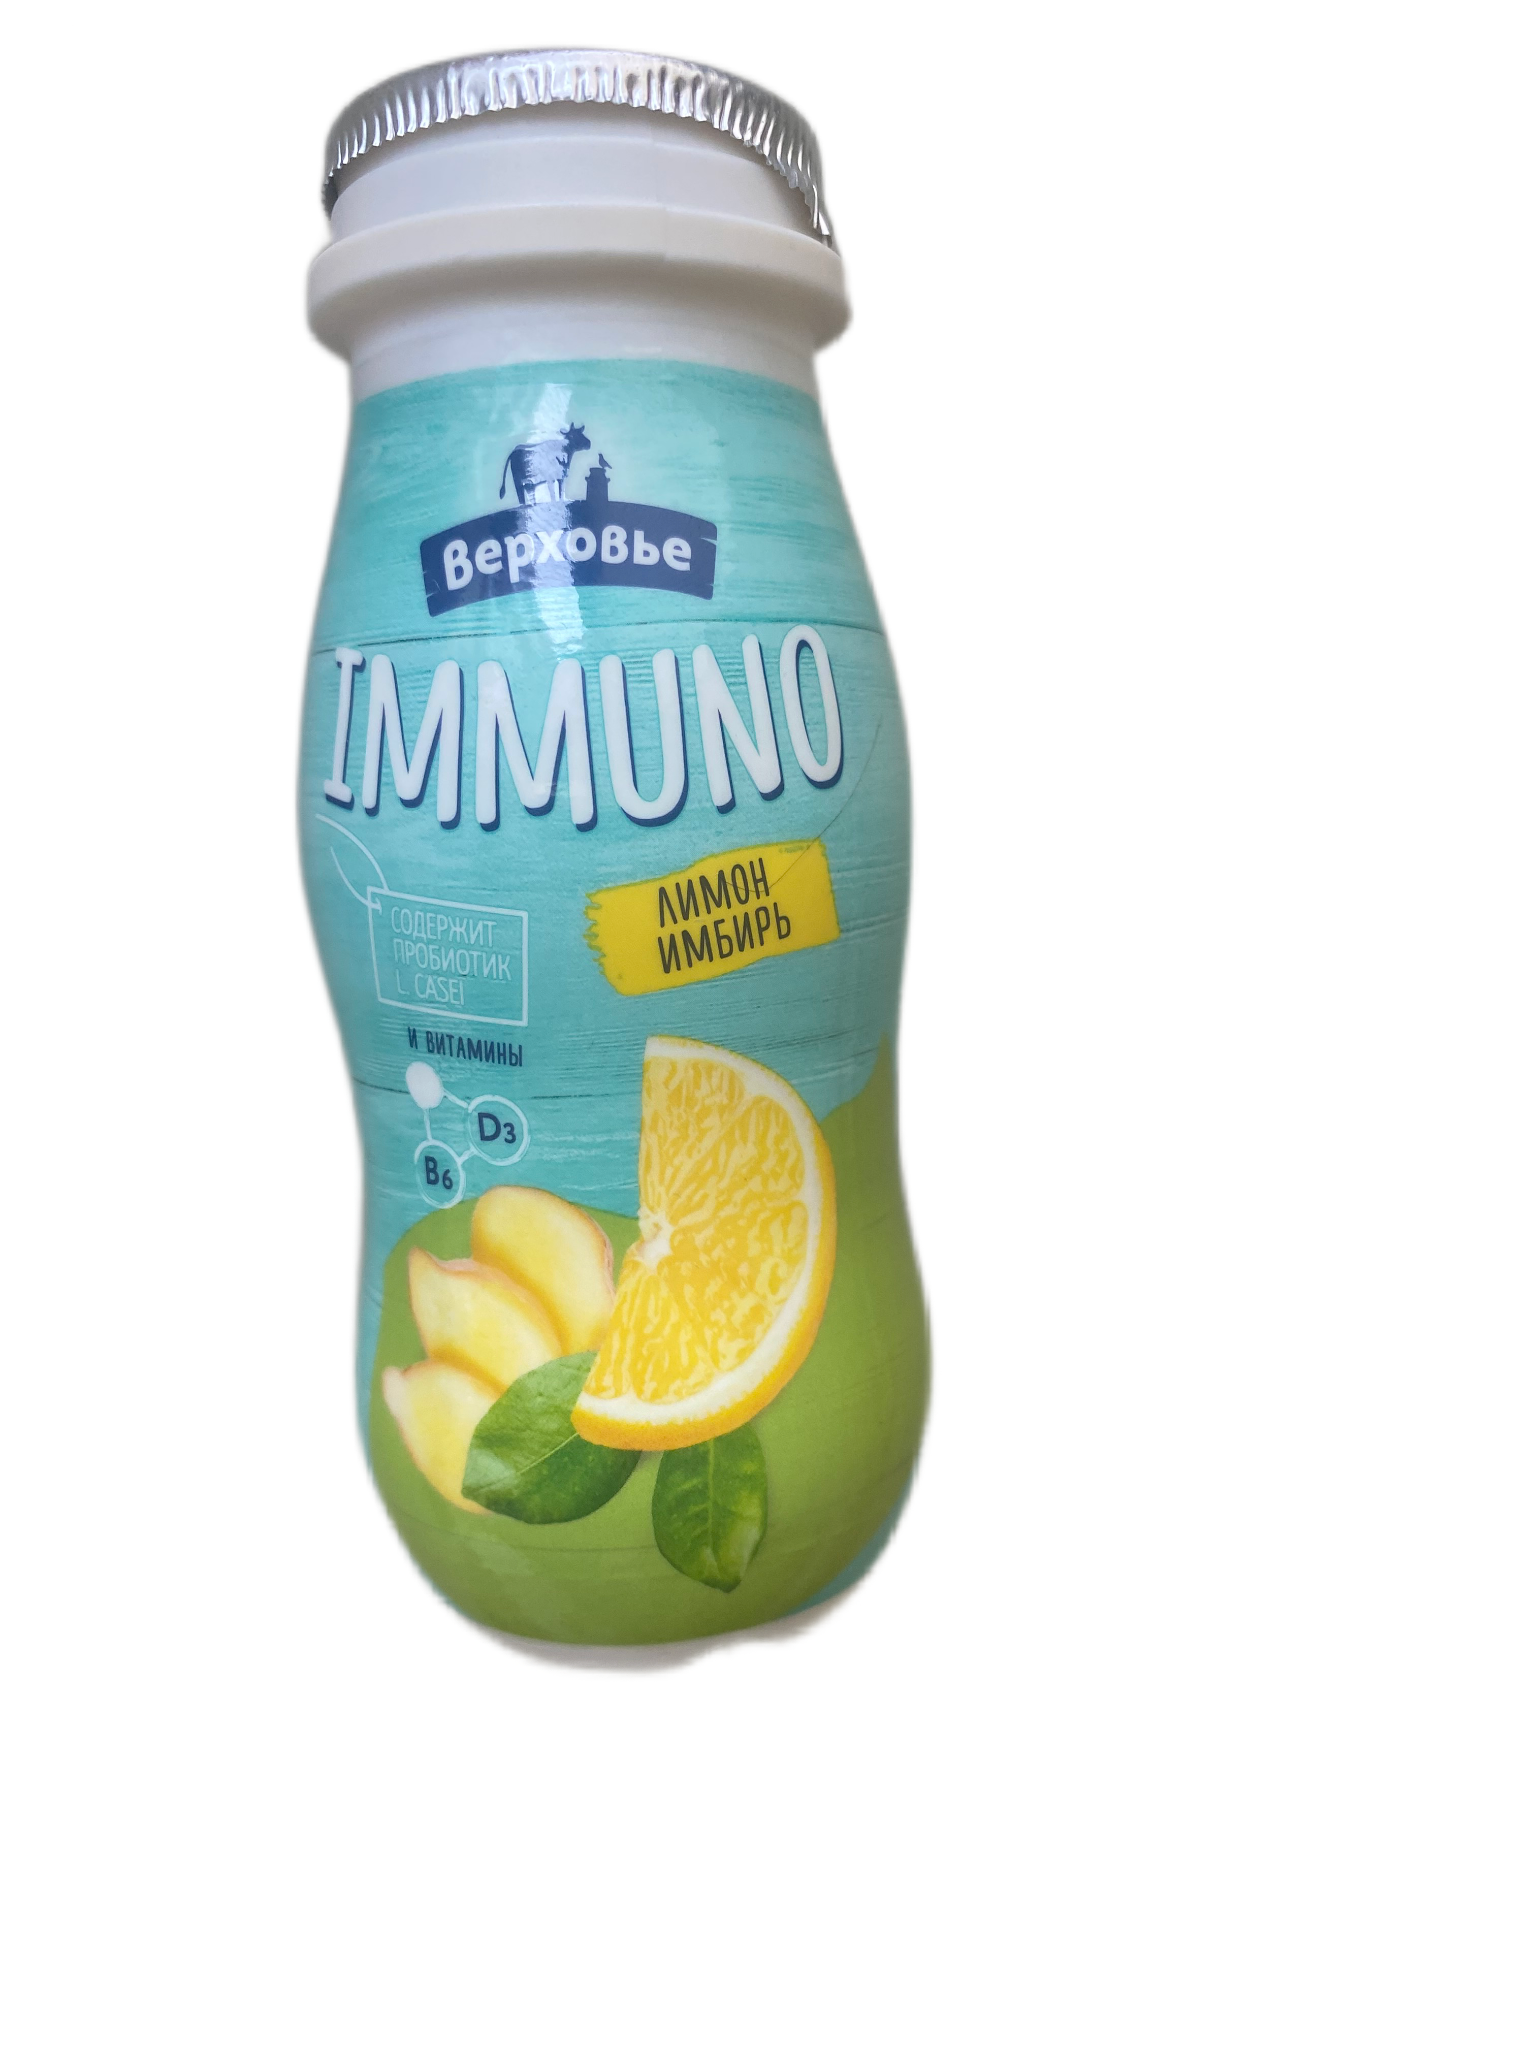 Верховье
IMMUNO
ЛИМОН
ИМБИРЬ
СОДЕРЖИТ
ПРОБИОТИК
L. CASEI
И ВИТАМИНЫ
D3
B6